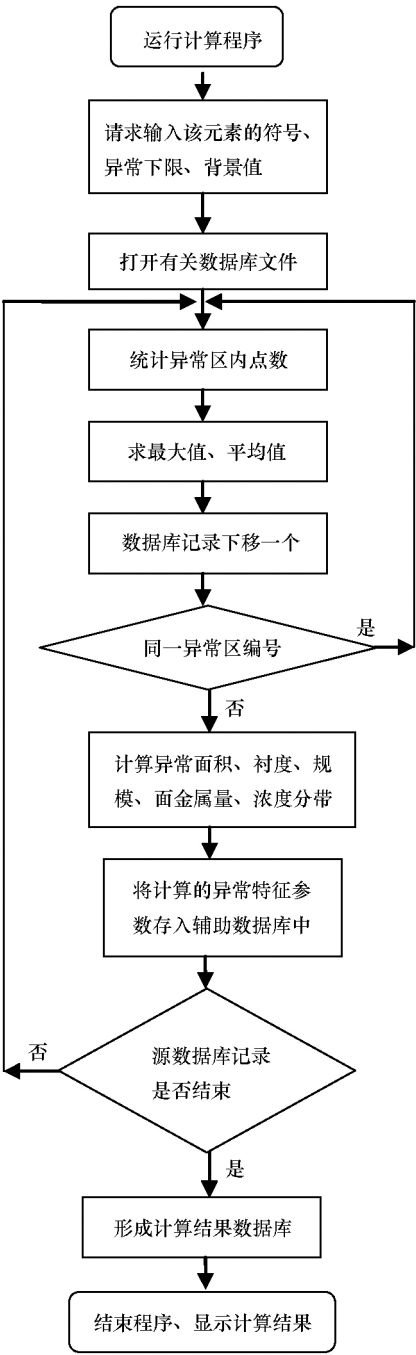 运行计算程序
请求输入该元素的符号、
异常下限、背景值
打开有关数据库文件
统计异常区内点数
求最大值、平均值
数据库记录下移一个
同一异常区编号
是
否
计算异常面积、衬度、规
模、面金属量、浓度分带
将计算的异常特征参
数存入辅助数据库中
源数据库记录
是否结束
否
是
形成计算结果数据库
结束程序、显示计算结果